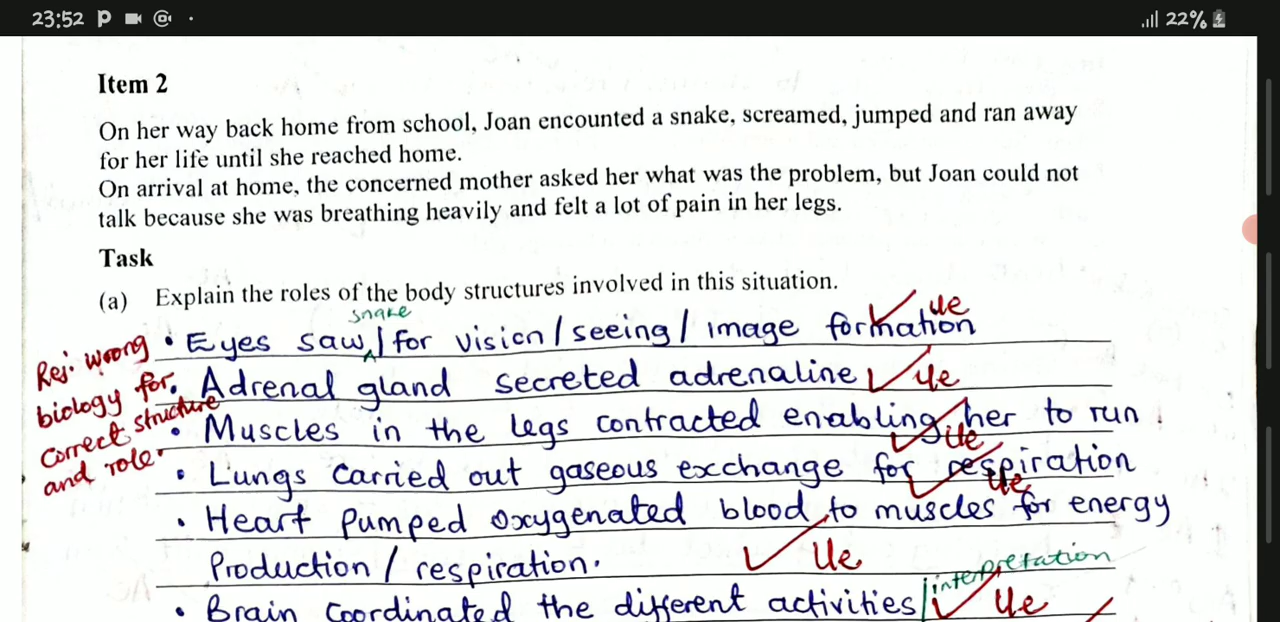 23:52 P 22%
Item 2
On her way back home from school, Joan encounted a snake, screamed, jumped and ran away
for her life until she reached home.
On arrival at home, the concerned mother asked her what was the problem, but Joan could not
talk because she was breathing heavily and felt a lot of pain in her legs.
Task
(a) Explain the roles of the body structures involved in this situation.
snake
• Eyes saw / for vision / seeing / image formation
Rej: wrong biology for correct structure and role.
• Adrenal gland secreted adrenaline
• Muscles in the legs contracted enabling her to run
• Lungs carried out gaseous exchange for respiration
• Heart pumped oxygenated blood to muscles for energy
Production / respiration.
interpretation
• Brain coordinated the different activities /